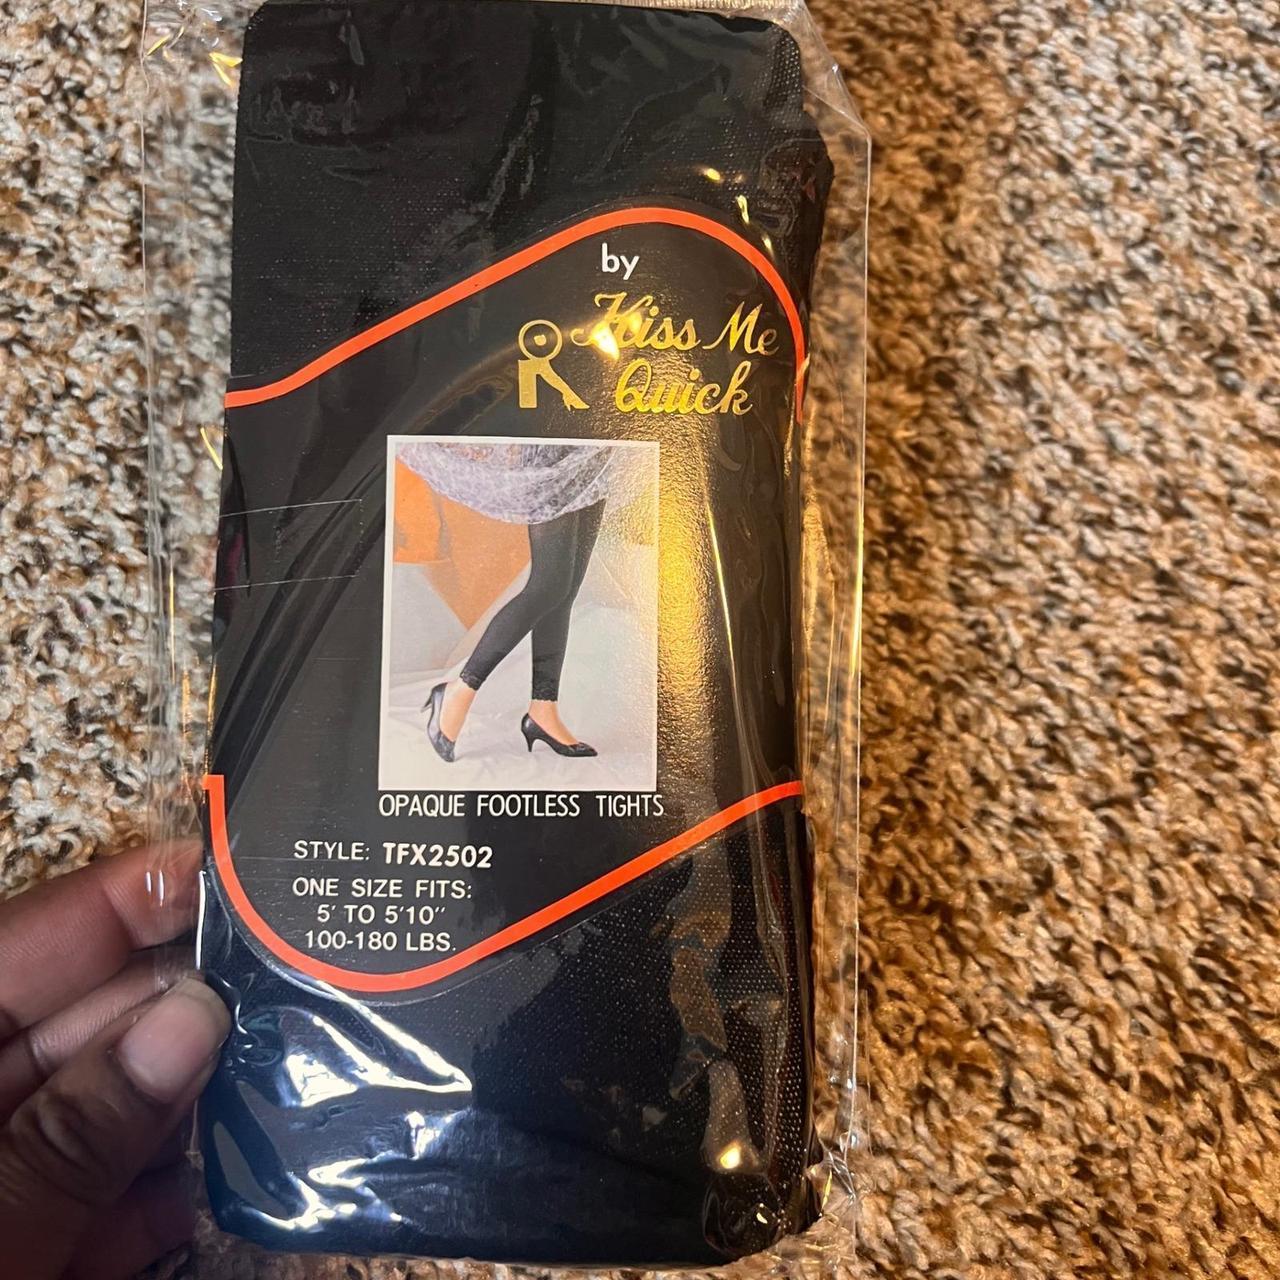 by
Kiss Me
Quick
OPAQUE FOOTLESS TIGHTS
STYLE: TFX2502
ONE SIZE FITS:
5' TO 5'10"
100-180 LBS.